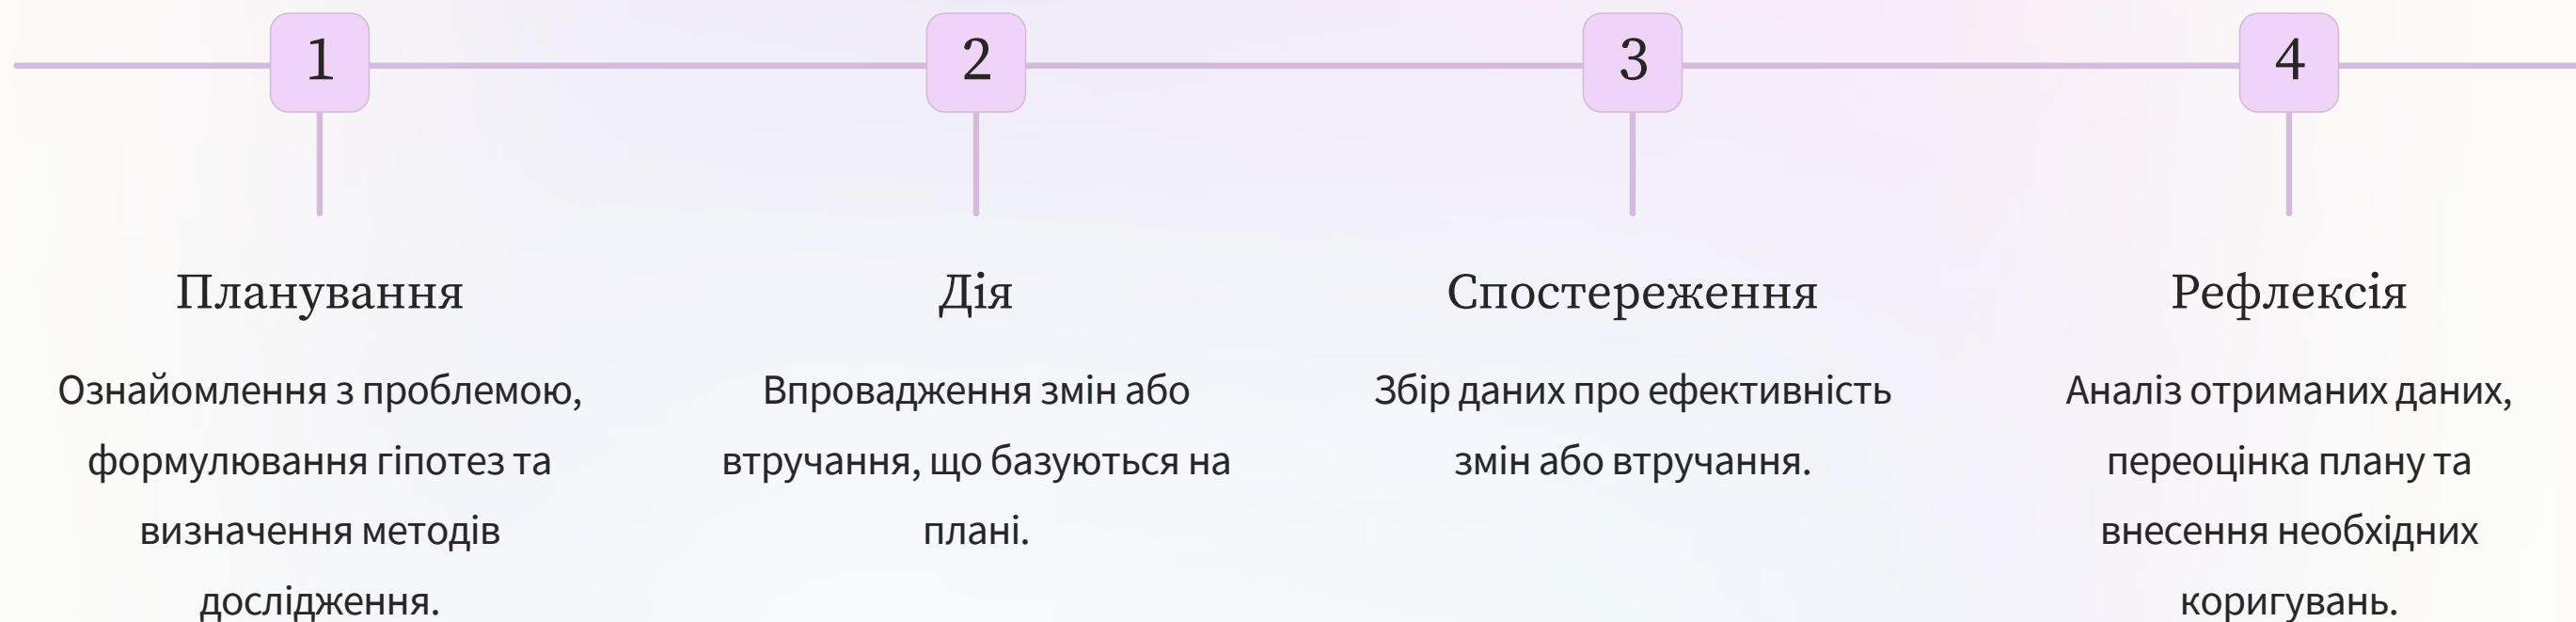 1
2
3
4
Планування
Ознайомлення з проблемою,
формулювання гіпотез та
визначення методів
дослідження.
Дія
Впровадження змін або
втручання, що базуються на
плані.
Спостереження
Збір даних про ефективність
змін або втручання.
Рефлексія
Аналіз отриманих даних,
переоцінка плану та
внесення необхідних
коригувань.